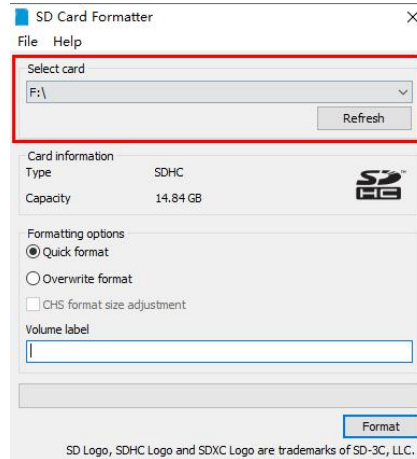 SD Card Formatter
File Help
Select card
F:\
Refresh
Card information
Type SDHC
Capacity 14.84 GB
SD HC
Formatting options
Quick format
Overwrite format
CHS format size adjustment
Volume label
Format
SD Logo, SDHC Logo and SDXC Logo are trademarks of SD-3C, LLC.